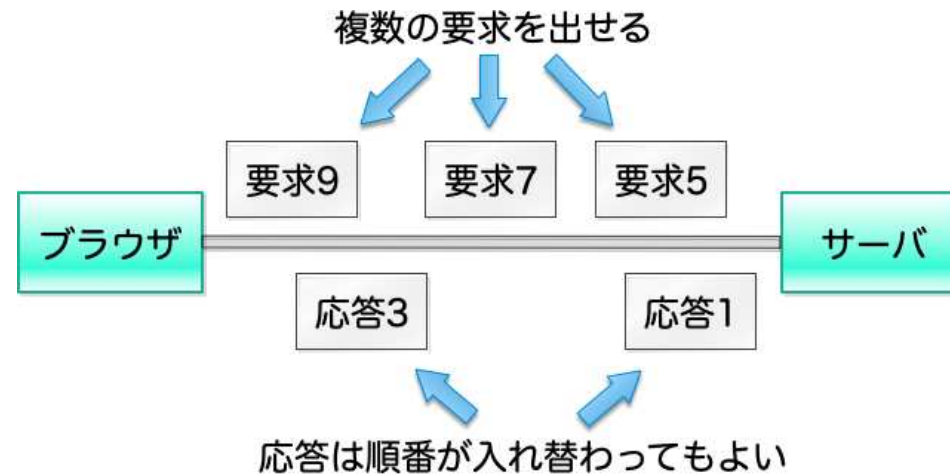 複数の要求を出せる
要求9
要求7
要求5
ブラウザ
サーバ
応答3
応答1
応答は順番が入れ替わってもよい